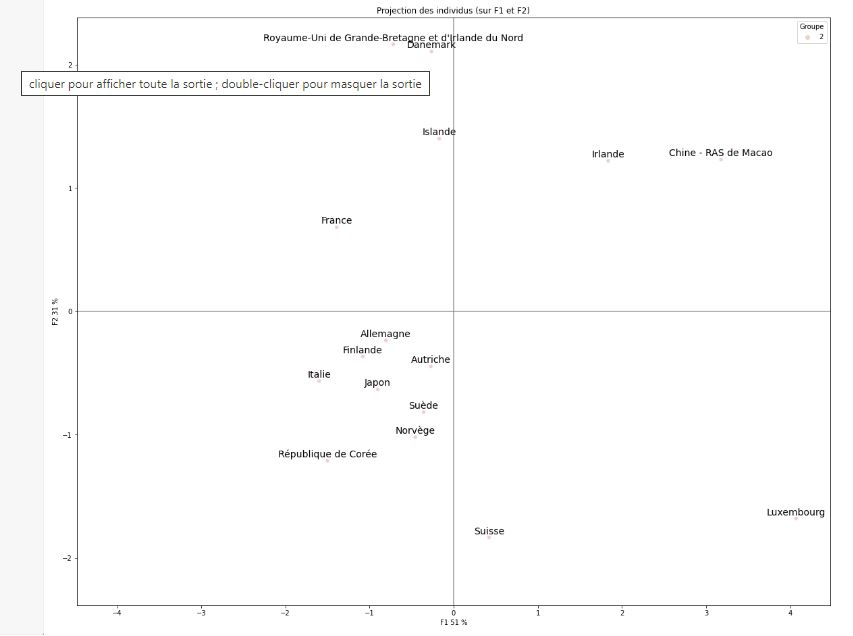 Projection des individus (sur F1 et F2)
Groupe
2
Royaume-Uni de Grande-Bretagne et d'Irlande du Nord
Danemark
2
cliquer pour afficher toute la sortie ; double-cliquer pour masquer la sortie
Islande
Irlande
Chine - RAS de Macao
1
France
0
F2 31 %
Allemagne
Finlande
Autriche
Italie
Japon
Suède
−1
Norvège
République de Corée
Luxembourg
Suisse
−2
−4 −3 −2 −1 0 1 2 3 4
F1 51 %